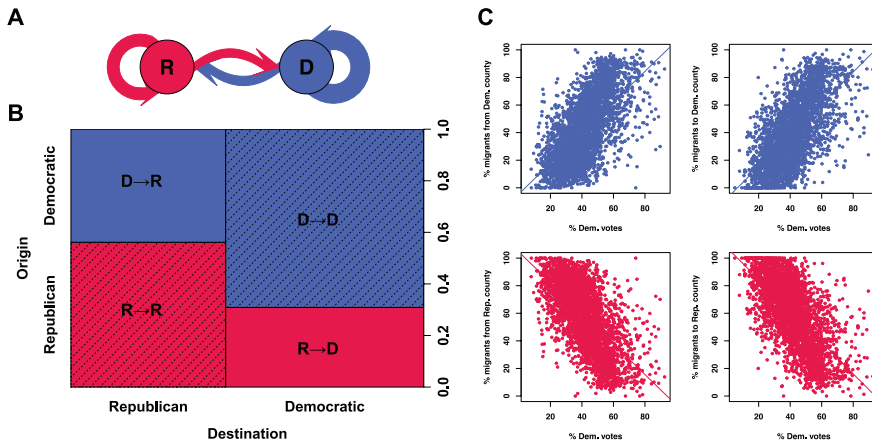 A
R
D
B
Origin
Democratic
Republican
D→R
D→D
R→R
R→D
1.0
0.8
0.6
0.4
0.2
0.0
Republican
Democratic
Destination
C
% migrants from Dem. county
100
80
60
40
20
0
20 40 60 80
% Dem. votes
% migrants to Dem. county
100
80
60
40
20
0
20 40 60 80
% Dem. votes
% migrants from Rep. county
100
80
60
40
20
0
20 40 60 80
% Dem. votes
% migrants to Rep. county
100
80
60
40
20
0
20 40 60 80
% Dem. votes